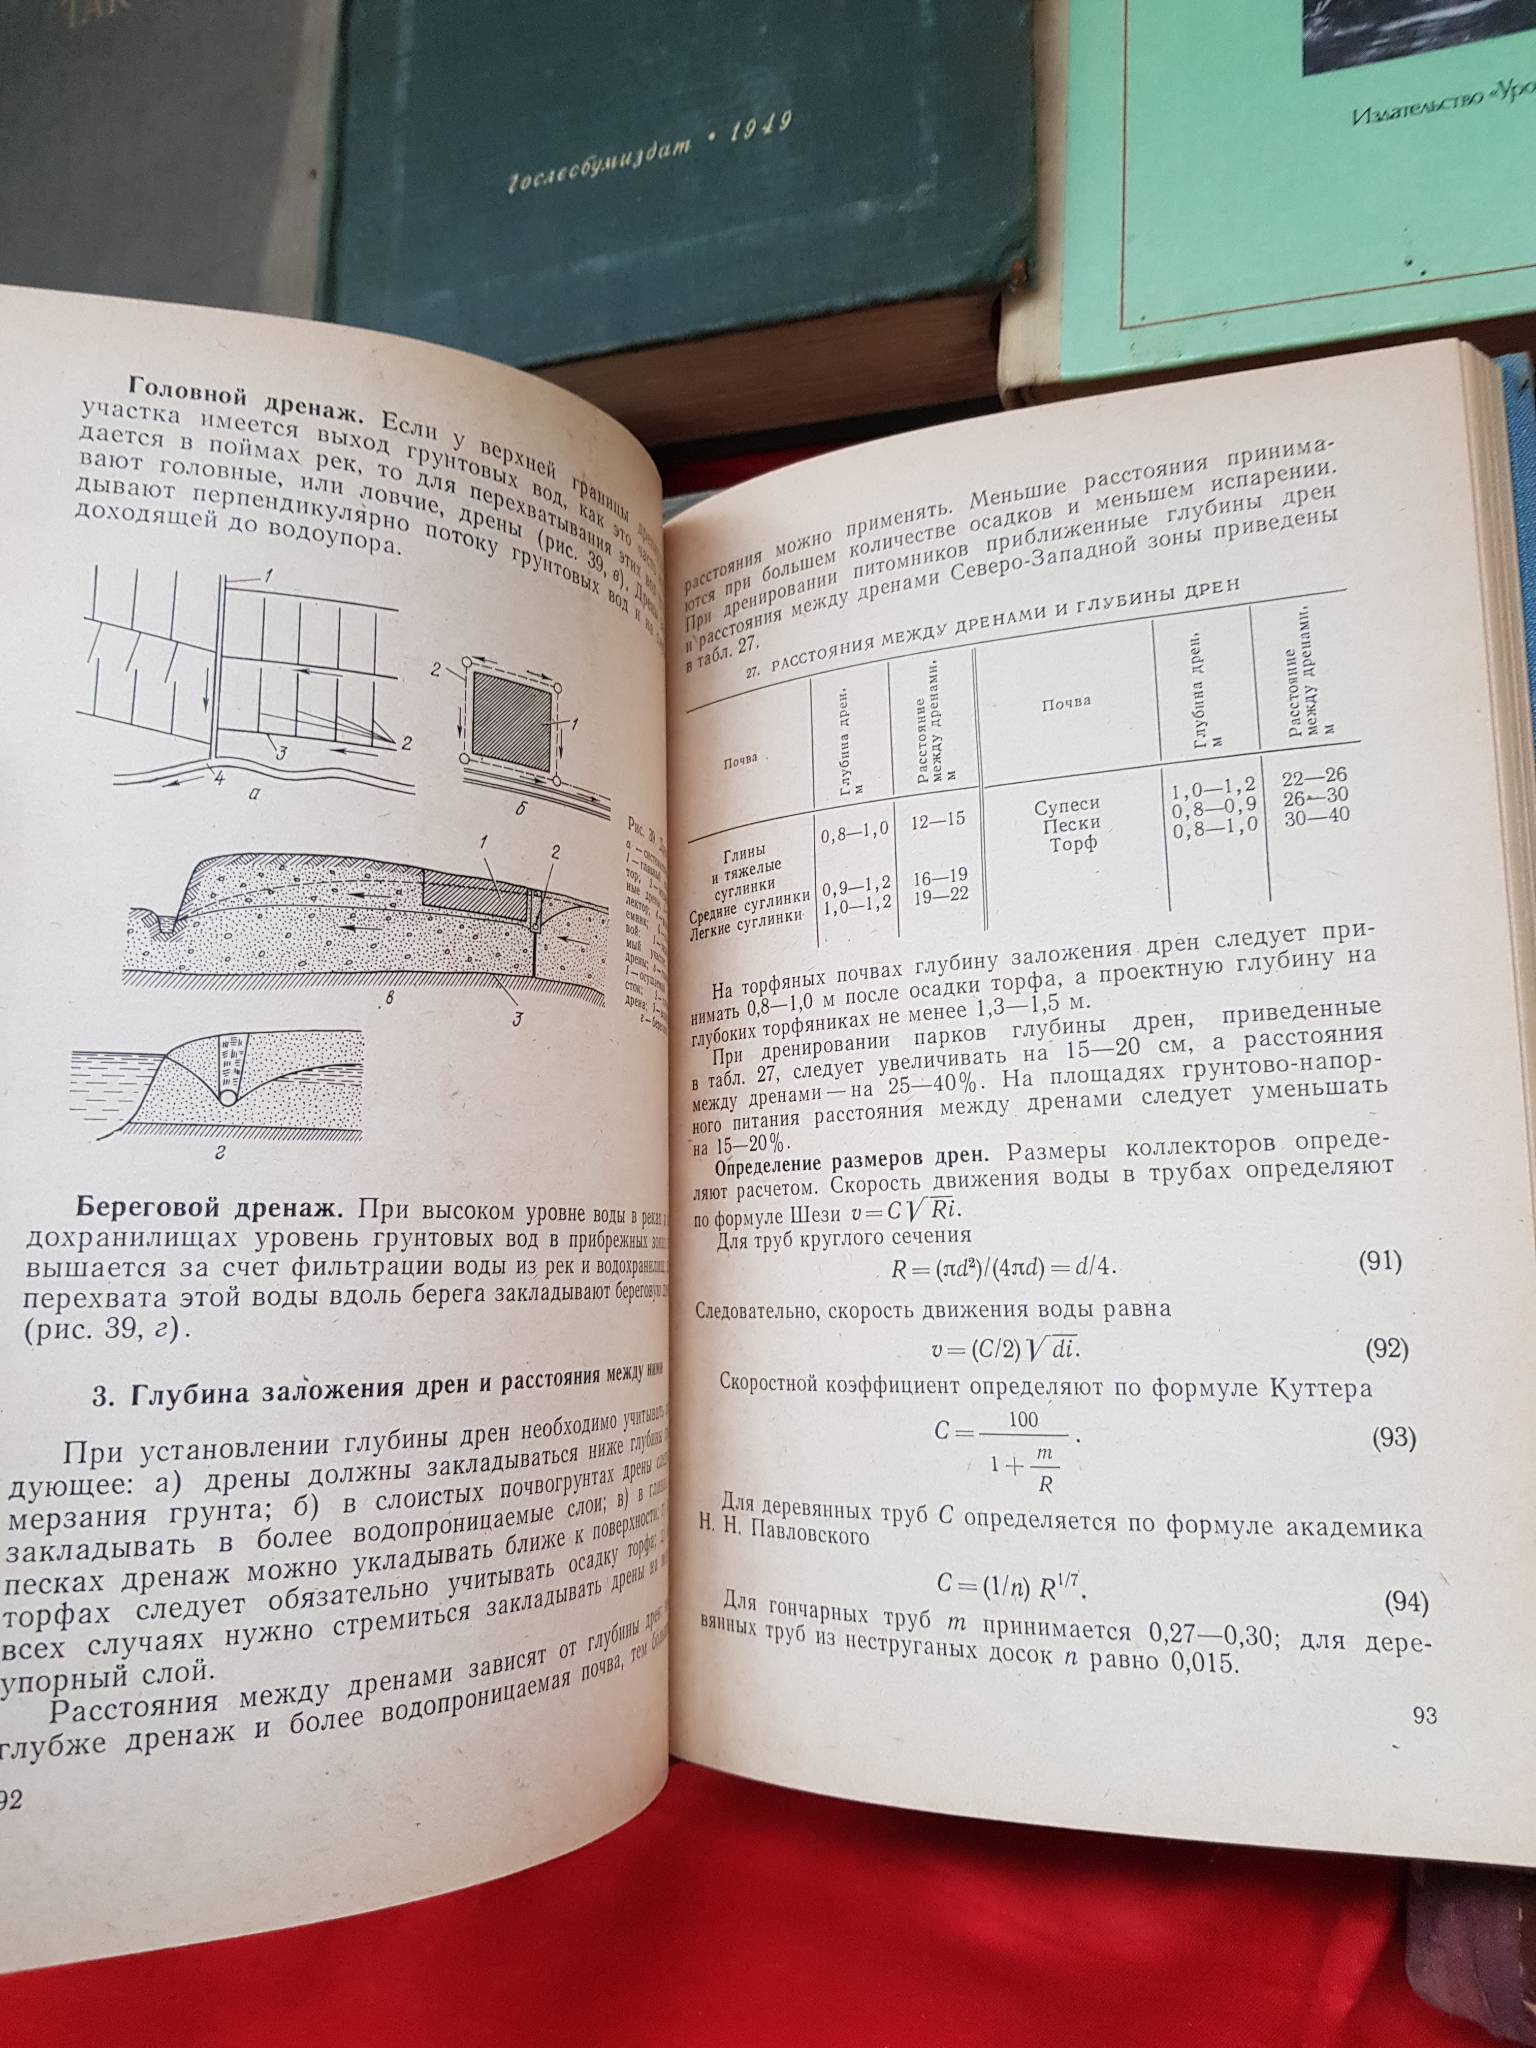 Гослесбумиздат • 1949
Издательство
Головной дренаж. Если у верхней границы
участка имеется выход грунтовых вод, как это часто
дается в поймах рек, то для перехватывания этих вод
вают головные, или ловчие, дрены (рис. 39, в).
дывают перпендикулярно потоку грунтовых вод и на
доходящей до водоупора.
1
2
3
4
а
2
1
б
1
2
3
в
г
Рис. 39
Береговой дренаж. При высоком уровне воды в реках
дохранилищах уровень грунтовых вод в прибрежных
вышается за счет фильтрации воды из рек и
перехвата этой воды вдоль берега закладывают береговую
(рис. 39, г).
3. Глубина заложения дрен и расстояния между ними
При установлении глубины дрен необходимо учитывать
дующее: а) дрены должны закладываться ниже глубины
мерзания грунта; б) в слоистых почвогрунтах дрены
закладывать в более водопроницаемые слои; в) в
песках дренаж можно укладывать ближе к поверхности;
торфах следует обязательно учитывать осадку торфа;
всех случаях нужно стремиться закладывать дрены на
упорный слой.
Расстояния между дренами зависят от глубины дрен:
глубже дренаж и более водопроницаемая почва, тем
92
расстояния можно применять. Меньшие расстояния принима-
ются при большем количестве осадков и меньшем испарении.
При дренировании питомников приближенные глубины дрен
и расстояния между дренами Северо-Западной зоны приведены
в табл. 27.
27. РАССТОЯНИЯ МЕЖДУ ДРЕНАМИ И ГЛУБИНЫ ДРЕН
Почва Глубина дрен, м Расстояние между дренами, м Почва Глубина дрен, м Расстояние между дренами, м
Глины 0,8—1,0 12—15 Супеси 1,0—1,2 22—26
и тяжелые Пески 0,8—0,9 26—30
суглинки Торф 0,8—1,0 30—40
Средние суглинки 0,9—1,2 16—19
Легкие суглинки 1,0—1,2 19—22
На торфяных почвах глубину заложения дрен следует при-
нимать 0,8—1,0 м после осадки торфа, а проектную глубину на
глубоких торфяниках не менее 1,3—1,5 м.
При дренировании парков глубины дрен, приведенные
в табл. 27, следует увеличивать на 15—20 см, а расстояния
между дренами — на 25—40%. На площадях грунтово-напор-
ного питания расстояния между дренами следует уменьшать
на 15—20%.
Определение размеров дрен. Размеры коллекторов опреде-
ляют расчетом. Скорость движения воды в трубах определяют
по формуле Шези v = C√Ri.
Для труб круглого сечения
R = (πd²)/(4πd) = d/4. (91)
Следовательно, скорость движения воды равна
v = (C/2)√di. (92)
Скоростной коэффициент определяют по формуле Куттера
100
C = ————. (93)
1 + m
R
Для деревянных труб C определяется по формуле академика
Н. Н. Павловского
C = (1/n) R^1/7. (94)
Для гончарных труб m принимается 0,27—0,30; для дере-
вянных труб из неструганых досок n равно 0,015.
93